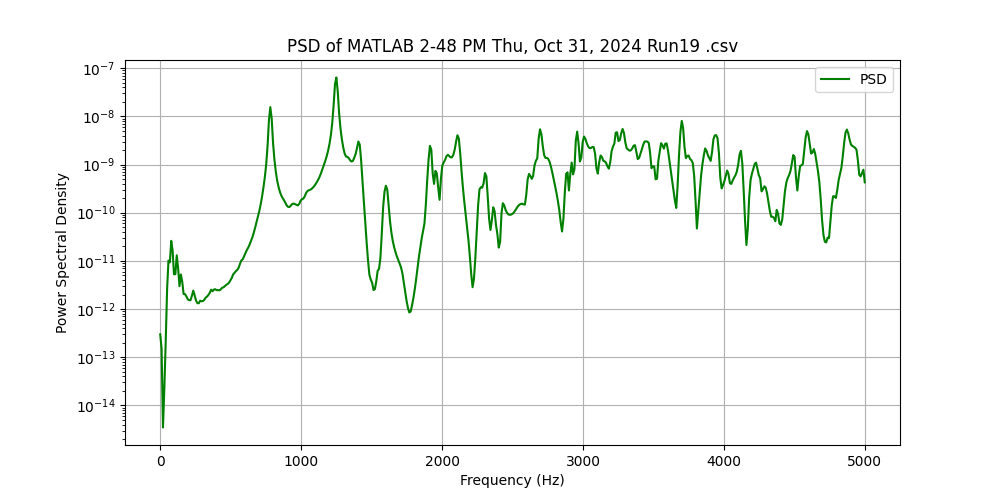 PSD of MATLAB 2-48 PM Thu, Oct 31, 2024 Run19 .csv
PSD
10⁻⁷
10⁻⁸
10⁻⁹
10⁻¹⁰
10⁻¹¹
10⁻¹²
10⁻¹³
10⁻¹⁴
Power Spectral Density
0 1000 2000 3000 4000 5000
Frequency (Hz)